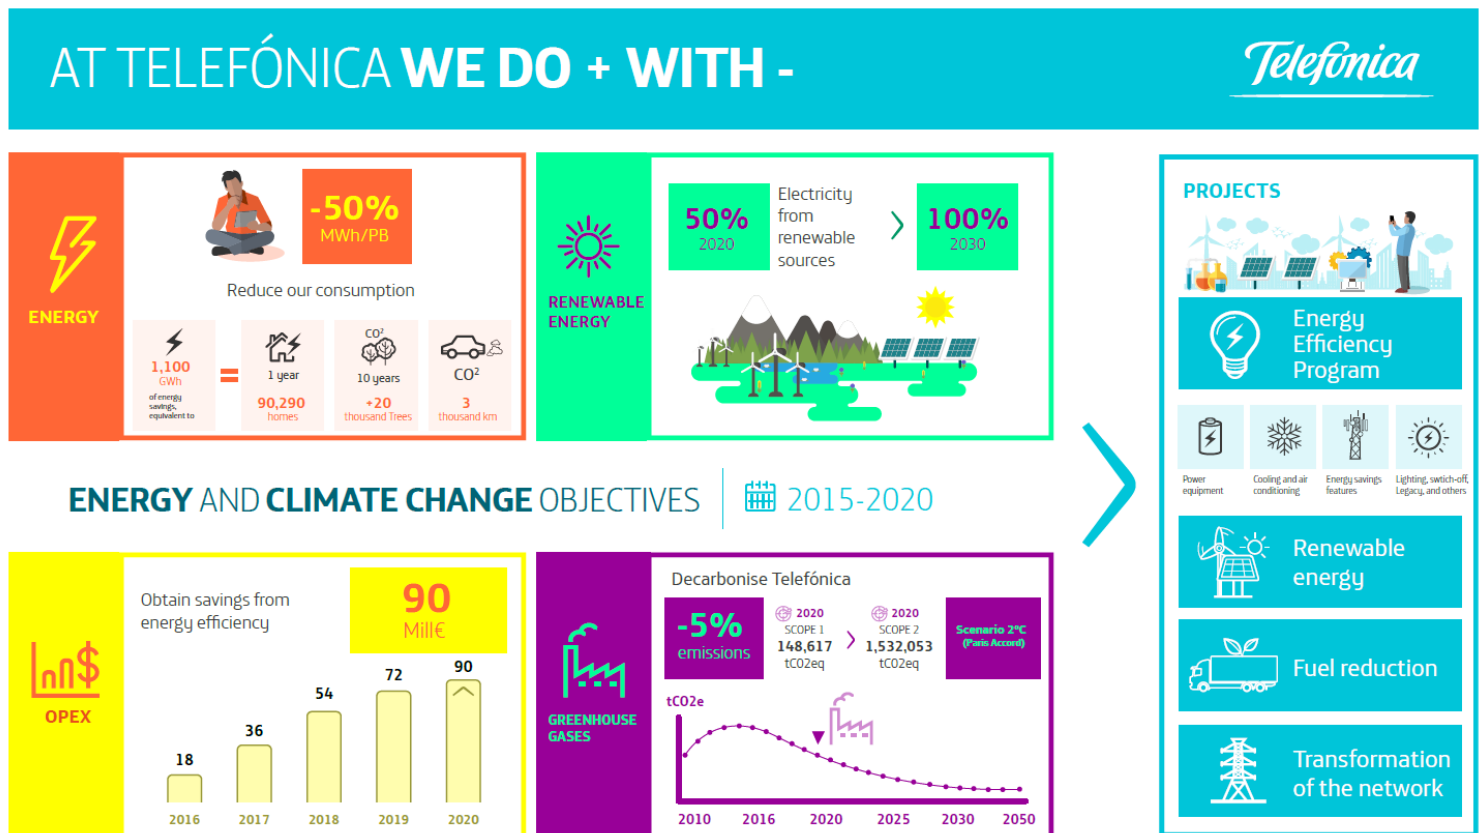 AT TELEFÓNICA WE DO + WITH -
Telefónica
ENERGY
-50%
MWh/PB
Reduce our consumption
1,100
GWh
of energy
savings,
equivalent to
=
1 year
90,290
homes
CO²
10 years
+20
thousand Trees
CO²
3
thousand km
RENEWABLE
ENERGY
50%
2020
Electricity
from
renewable
sources
100%
2030
ENERGY AND CLIMATE CHANGE OBJECTIVES
2015-2020
OPEX
Obtain savings from
energy efficiency
90
Mill€
18
36
54
72
90
2016 2017 2018 2019 2020
GREENHOUSE
GASES
Decarbonise Telefónica
-5%
emissions
2020
SCOPE 1
148,617
tCO2eq
2020
SCOPE 2
1,532,053
tCO2eq
Scenario 2ºC
(Paris Accord)
tCO2e
2010 2016 2020 2025 2030 2050
PROJECTS
Energy
Efficiency
Program
Power
equipment
Cooling and air
conditioning
Energy savings
features
Lighting, swtich-off,
Legacy, and others
Renewable
energy
Fuel reduction
Transformation
of the network